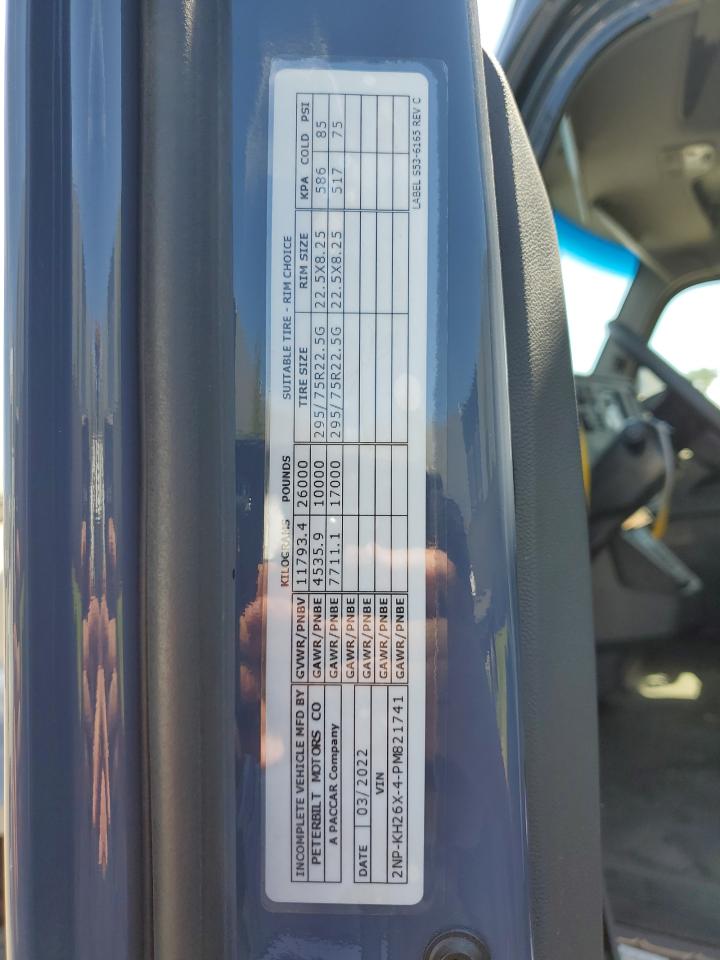 INCOMPLETE VEHICLE MFD BY
PETERBILT MOTORS CO
A PACCAR Company
DATE 03/2022
VIN
2NP-KH26X-4-PM821741
KILOGRAMS POUNDS
GVWR/PNBV 11793.4 26000
GAWR/PNBE 4535.9 10000
GAWR/PNBE 7711.1 17000
GAWR/PNBE
GAWR/PNBE
GAWR/PNBE
GAWR/PNBE
SUITABLE TIRE - RIM CHOICE
TIRE SIZE RIM SIZE KPA COLD PSI
295/75R22.5G 22.5X8.25 586 85
295/75R22.5G 22.5X8.25 517 75
LABEL S53-6165 REV C